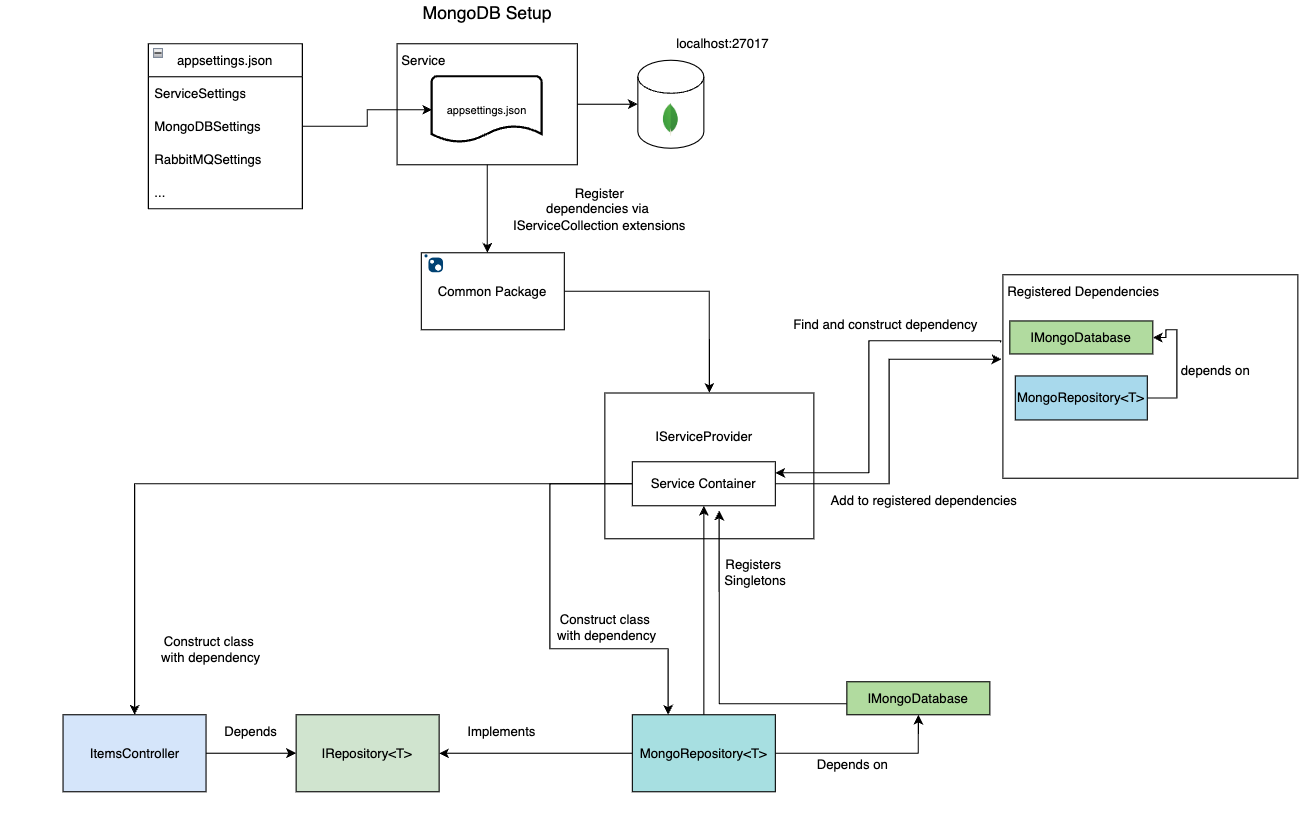 MongoDB Setup
localhost:27017
appsettings.json
ServiceSettings
MongoDBSettings
RabbitMQSettings
...
Service
appsettings.json
Register
dependencies via
IServiceCollection extensions
Common Package
Registered Dependencies
IMongoDatabase
depends on
MongoRepository<T>
Find and construct dependency
IServiceProvider
Service Container
Add to registered dependencies
Registers
Singletons
Construct class
with dependency
Construct class
with dependency
IMongoDatabase
ItemsController
Depends
IRepository<T>
Implements
MongoRepository<T>
Depends on